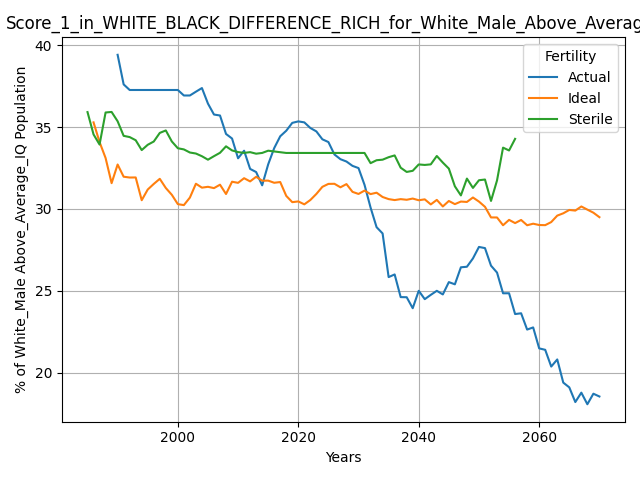 Score_1_in_WHITE_BLACK_DIFFERENCE_RICH_for_White_Male_Above_Averag
% of White_Male Above_Average_IQ Population
40
35
30
25
20
Fertility
Actual
Ideal
Sterile
2000
2020
2040
2060
Years